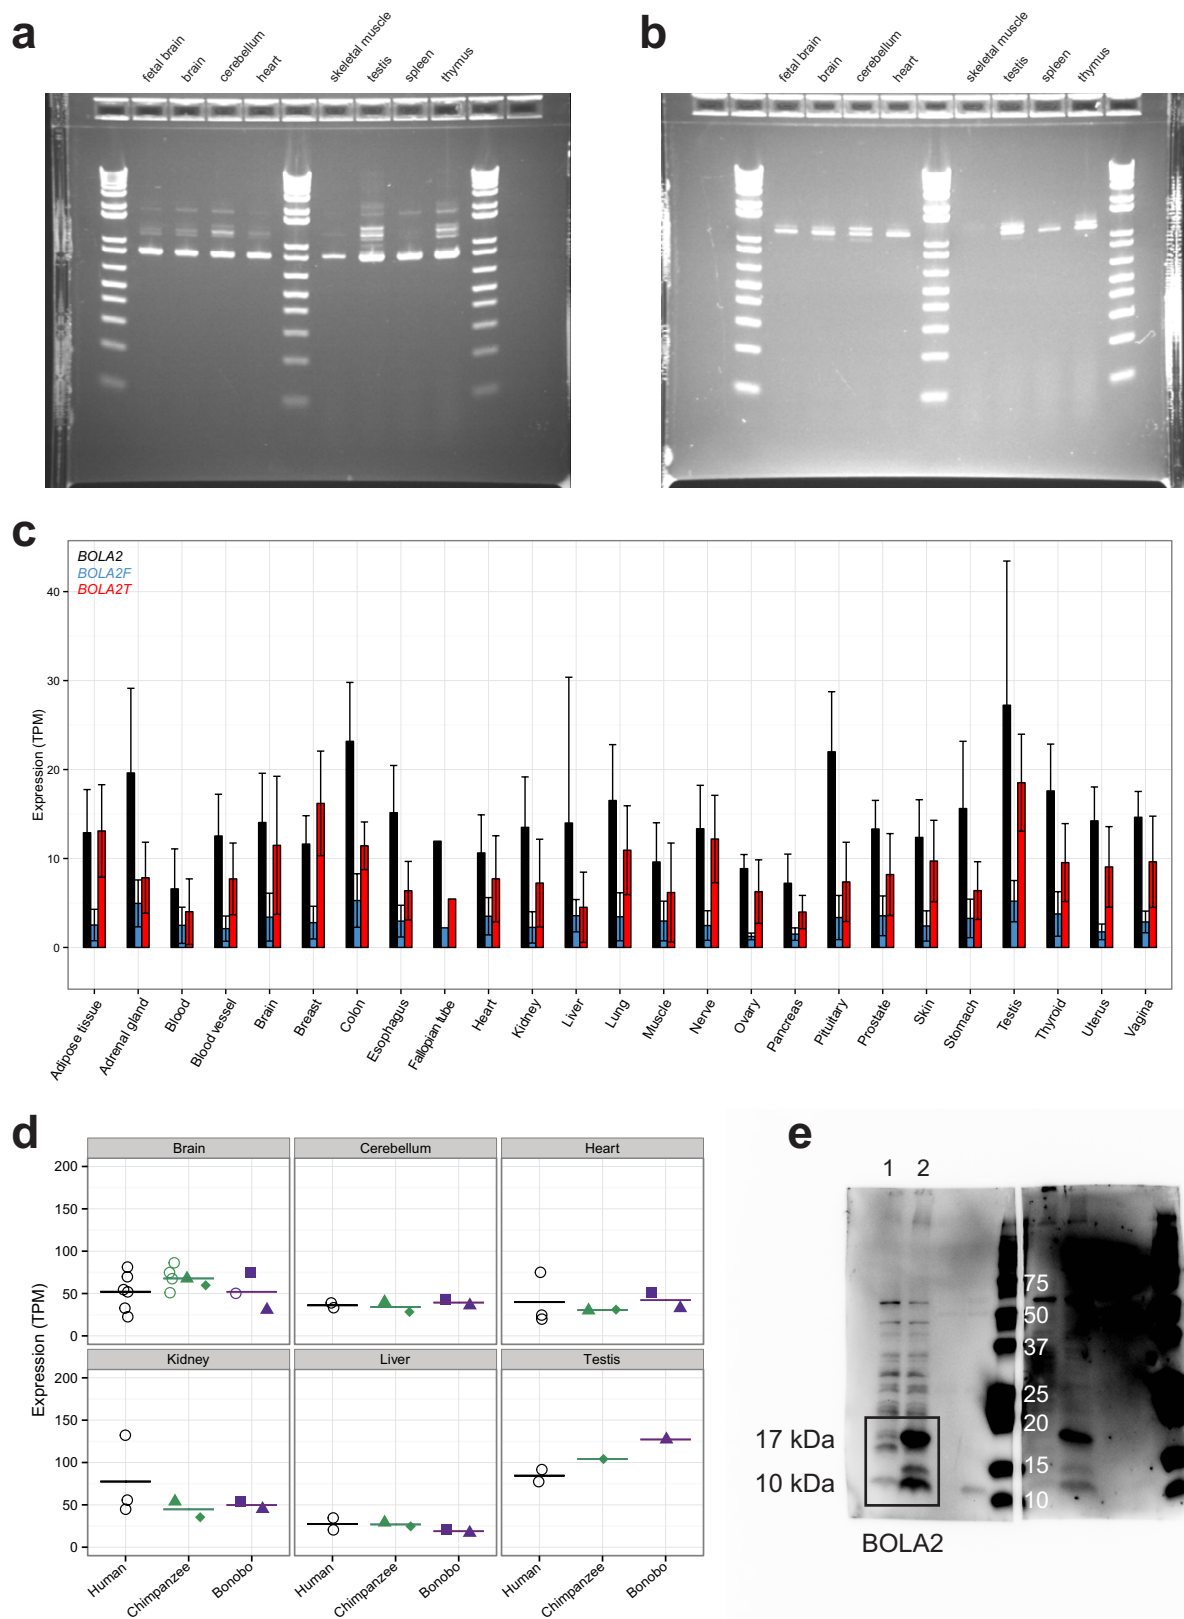 a
fetal brain
brain
cerebellum
heart
skeletal muscle
testis
spleen
thymus
b
fetal brain
brain
cerebellum
heart
skeletal muscle
testis
spleen
thymus
c
BOLA2
BOLA2F
BOLA2T
Expression (TPM)
40
30
20
10
0
Adipose tissue
Adrenal gland
Blood
Blood vessel
Brain
Breast
Colon
Esophagus
Fallopian tube
Heart
Kidney
Liver
Lung
Muscle
Nerve
Ovary
Pancreas
Pituitary
Prostate
Skin
Stomach
Testis
Thyroid
Uterus
Vagina
d
Expression (TPM)
Brain
Cerebellum
Heart
200
150
100
50
0
Kidney
Liver
Testis
200
150
100
50
0
Human
Chimpanzee
Bonobo
Human
Chimpanzee
Bonobo
Human
Chimpanzee
Bonobo
e
1 2
75
50
37
25
20
15
10
17 kDa
10 kDa
BOLA2